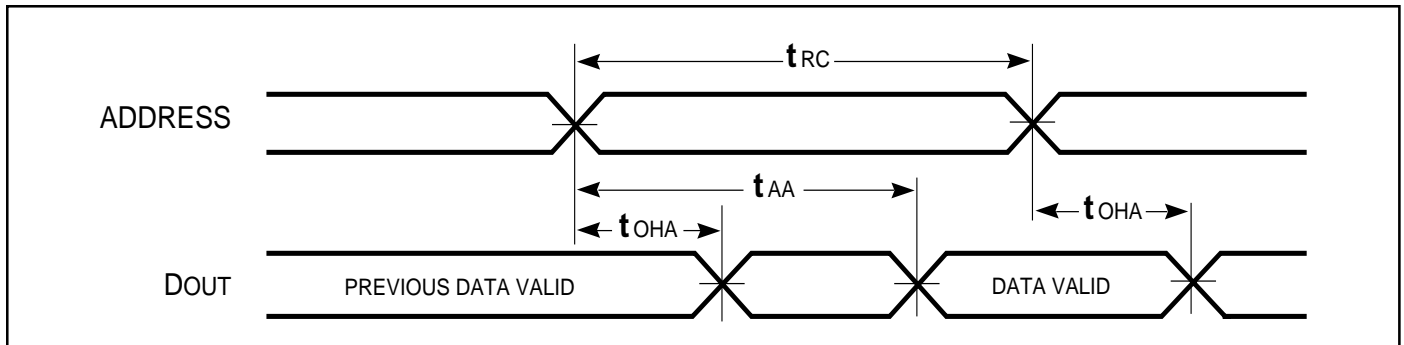 tRC
ADDRESS
tAA
tOHA
tOHA
DOUT
PREVIOUS DATA VALID
DATA VALID